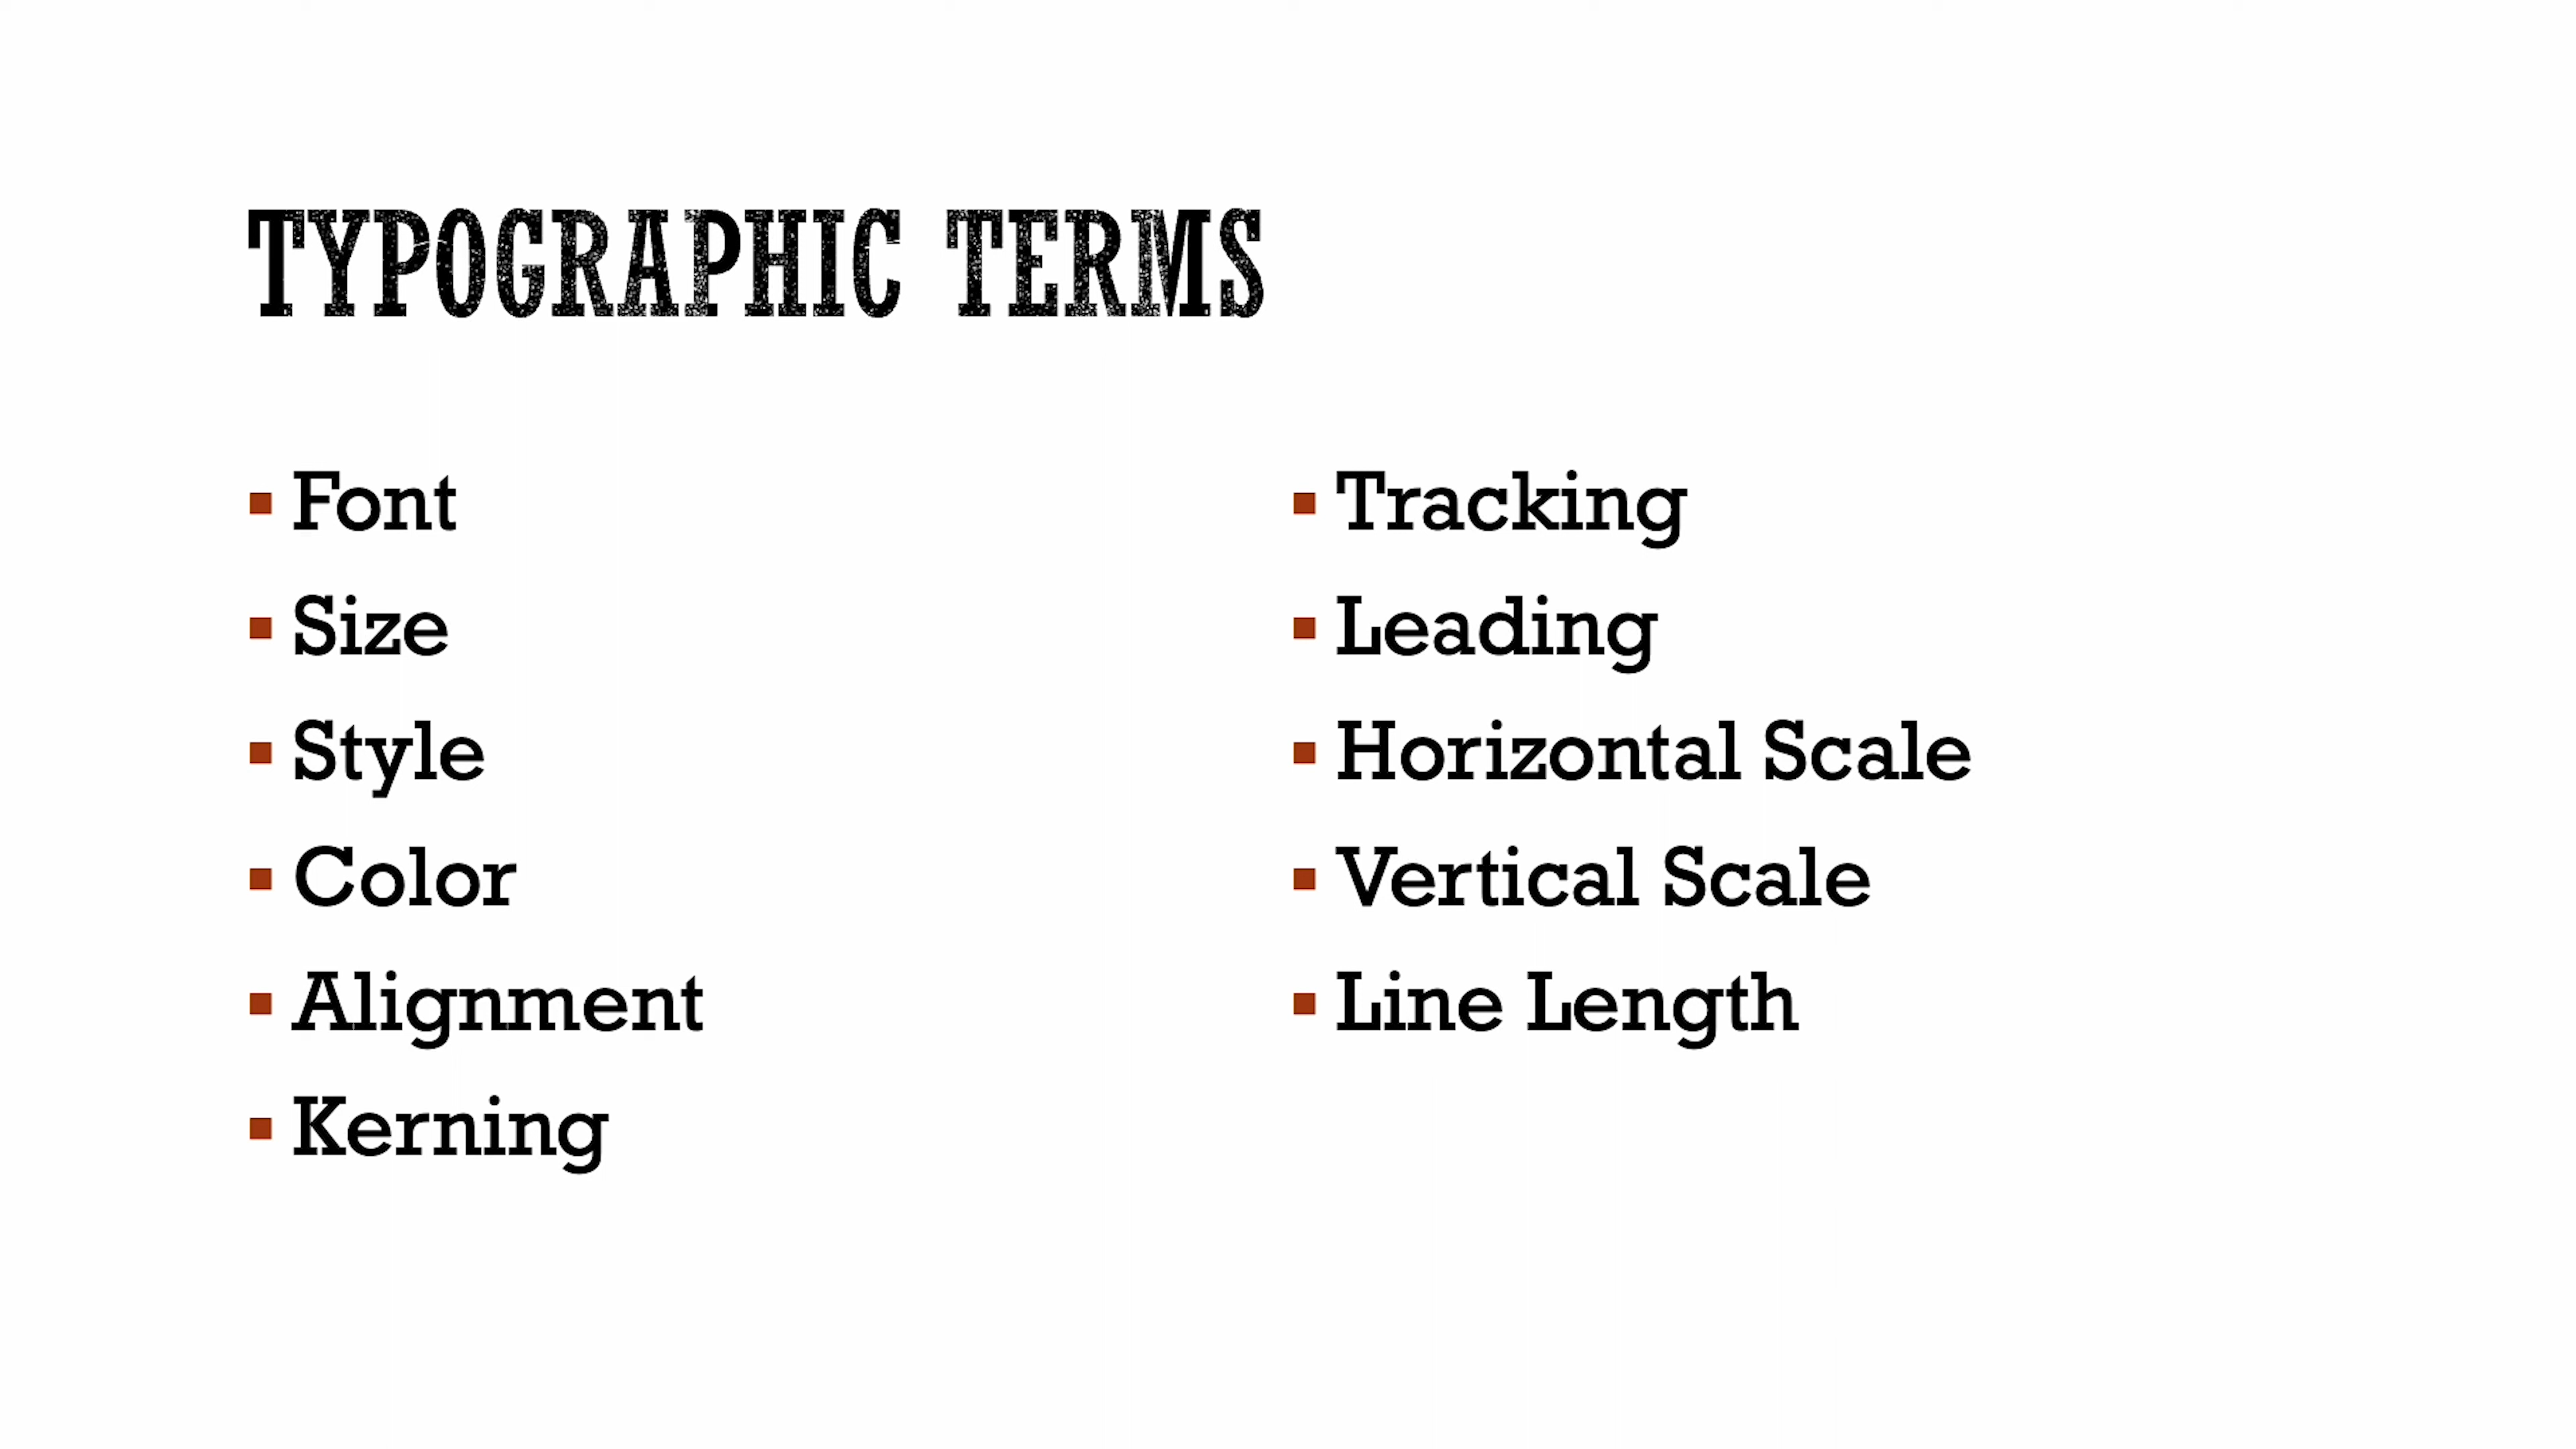 TYPOGRAPHIC TERMS
Font
Size
Style
Color
Alignment
Kerning
Tracking
Leading
Horizontal Scale
Vertical Scale
Line Length